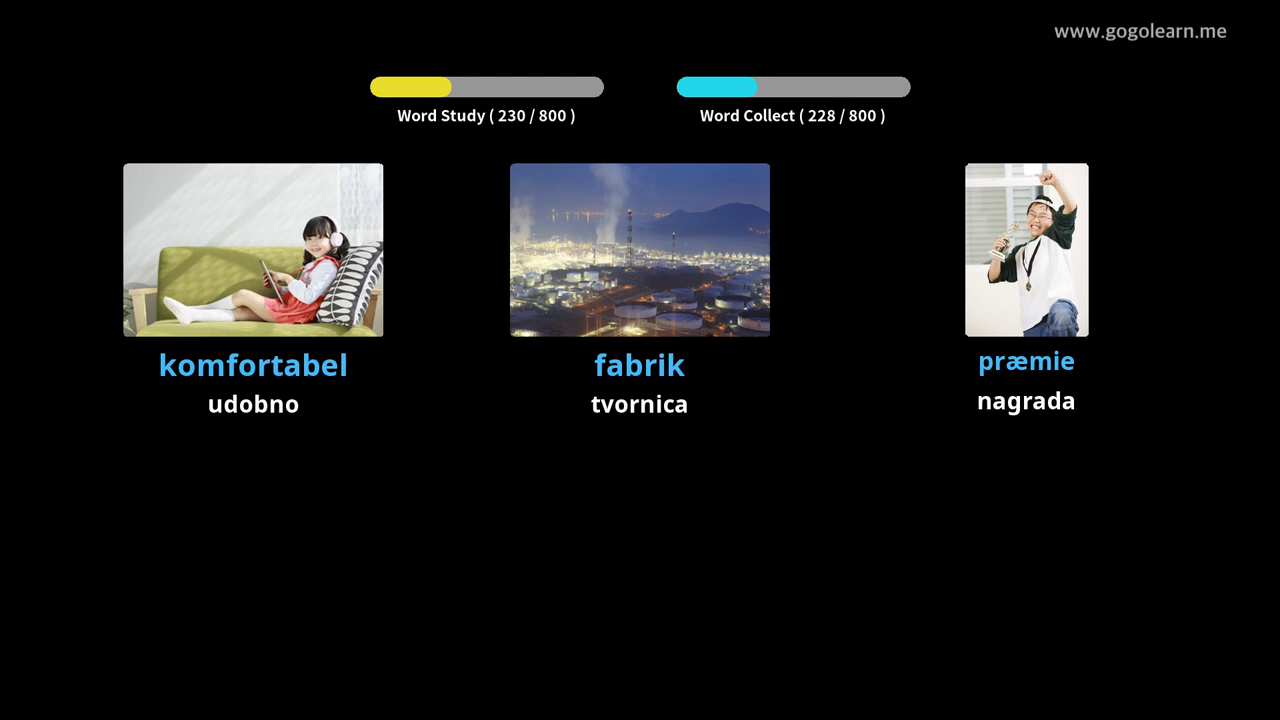 www.gogolearn.me
Word Study ( 230 / 800 )
Word Collect ( 228 / 800 )
komfortabel
udobno
fabrik
tvornica
præmie
nagrada